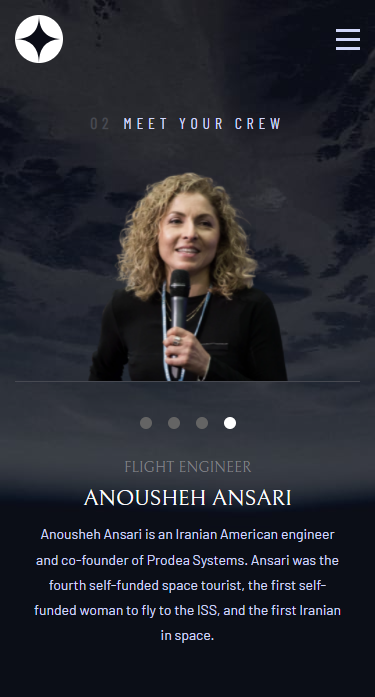 02 MEET YOUR CREW
FLIGHT ENGINEER
ANOUSHEH ANSARI
Anousheh Ansari is an Iranian American engineer
and co-founder of Prodea Systems. Ansari was the
fourth self-funded space tourist, the first self-
funded woman to fly to the ISS, and the first Iranian
in space.